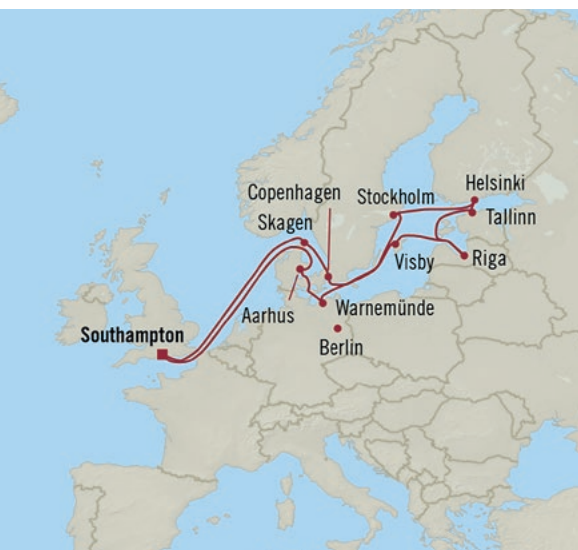 Copenhagen
Stockholm
Helsinki
Skagen
Tallinn
Visby
Riga
Aarhus
Warnemünde
Southampton
Berlin